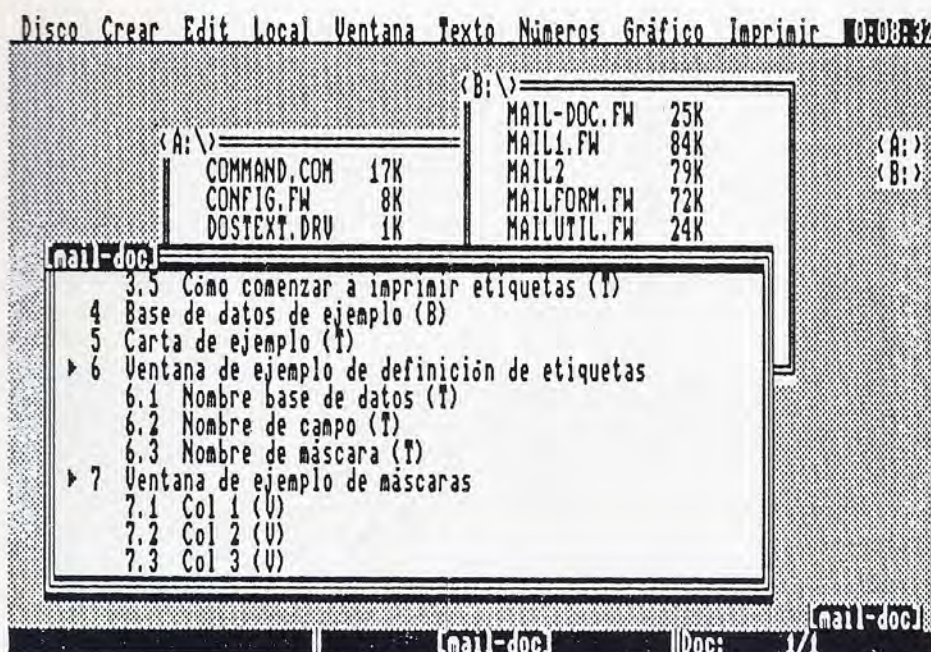 Disco Crear Edit Local Ventana Texto Números Gráfico Imprimir 0:08:32
<B:\>
MAIL-DOC.FW 25K
MAIL1.FW 84K
MAIL2 79K
MAILFORM.FW 72K
MAILUTIL.FW 24K
<A:\>
COMMAND.COM 17K
CONFIG.FW 8K
DOSTEXT.DRV 1K
<A:>
<B:>
[mail-doc]
3.5 Cómo comenzar a imprimir etiquetas (T)
4 Base de datos de ejemplo (B)
5 Carta de ejemplo (T)
▶ 6 Ventana de ejemplo de definición de etiquetas
6.1 Nombre base de datos (T)
6.2 Nombre de campo (T)
6.3 Nombre de máscara (T)
▶ 7 Ventana de ejemplo de máscaras
7.1 Col 1 (V)
7.2 Col 2 (V)
7.3 Col 3 (V)
[mail-doc]
[mail-doc] Doc: 1/1